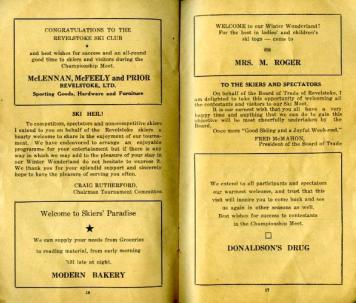 CONGRATULATIONS TO THE
REVELSTOKE SKI CLUB
and best wishes for success and an all-round
good time to skiers and visitors during the
Championship Meet.
McLENNAN, McFEELY and PRIOR
REVELSTOKE, LTD.
Sporting Goods, Hardware and Furniture
SKI HEIL!
To competitors, spectators and non-competitive skiers
I extend to you on behalf of the Revelstoke skiers a
hearty welcome to share in the enjoyment of our tourna-
ment. We have endeavored to arrange an enjoyable
programme for your entertainment but if there is any
way in which we may add to the pleasure of your stay in
our Winter Wonderland do not hesitate to contact it.
We thank you for your splendid support and sincerely
hope to have the pleasure of serving you often.
CRAIG RUTHERFORD,
Chairman Tournament Committee
Welcome to Skiers' Paradise
★
We can supply your needs from Groceries
to reading material, from early morning
'till late at night.
MODERN BAKERY
16
WELCOME to our Winter Wonderland!
For the best in ladies' and children's
ski togs — come to
MRS. M. ROGER
TO THE SKIERS AND SPECTATORS
On behalf of the Board of Trade of Revelstoke, I
am delighted to take this opportunity of welcoming all
the contestants and visitors to our Ski Meet.
It is our earnest wish that you all have a very
happy time and anything that we can do to gain this
objective will be most cheerfully undertaken by the
Board.
Once more "Good Skiing and a Joyful Week-end."
FRED McMAHON,
President of the Board of Trade
We extend to all participants and spectators
our warmest welcome, and trust that this
visit will inspire you to come back and see
us again in other seasons as well.
Best wishes for success to contestants
in the Championship Meet.
DONALDSON'S DRUG
17